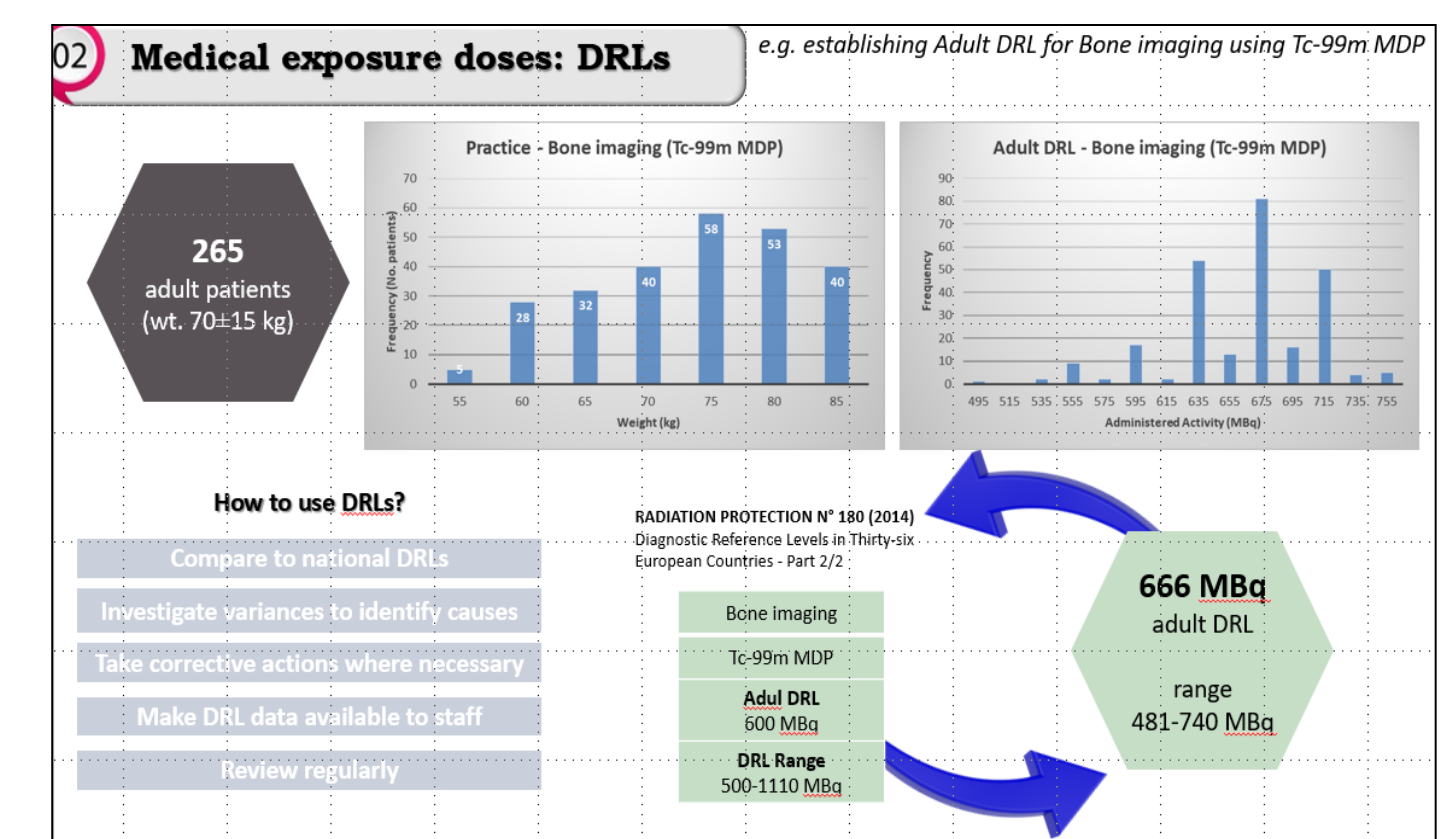 02
Medical exposure doses: DRLs
e.g. establishing Adult DRL for Bone imaging using Tc-99m MDP
265
adult patients
(wt. 70±15 kg)
Practice - Bone imaging (Tc-99m MDP)
Frequency (No. patients)
70
60
50
40
30
20
10
0
5
28
32
40
58
53
40
55 60 65 70 75 80 85
Weight (kg)
Adult DRL - Bone imaging (Tc-99m MDP)
Frequency
90
80
70
60
50
40
30
20
10
0
495 515 535 555 575 595 615 635 655 675 695 715 735 755
Administered Activity (MBq)
How to use DRLs?
Compare to national DRLs
Investigate variances to identify causes
Take corrective actions where necessary
Make DRL data available to staff
Review regularly
RADIATION PROTECTION N° 180 (2014)
Diagnostic Reference Levels in Thirty-six
European Countries - Part 2/2
Bone imaging
Tc-99m MDP
Adul DRL
600 MBq
DRL Range
500-1110 MBq
666 MBq
adult DRL
range
481-740 MBq